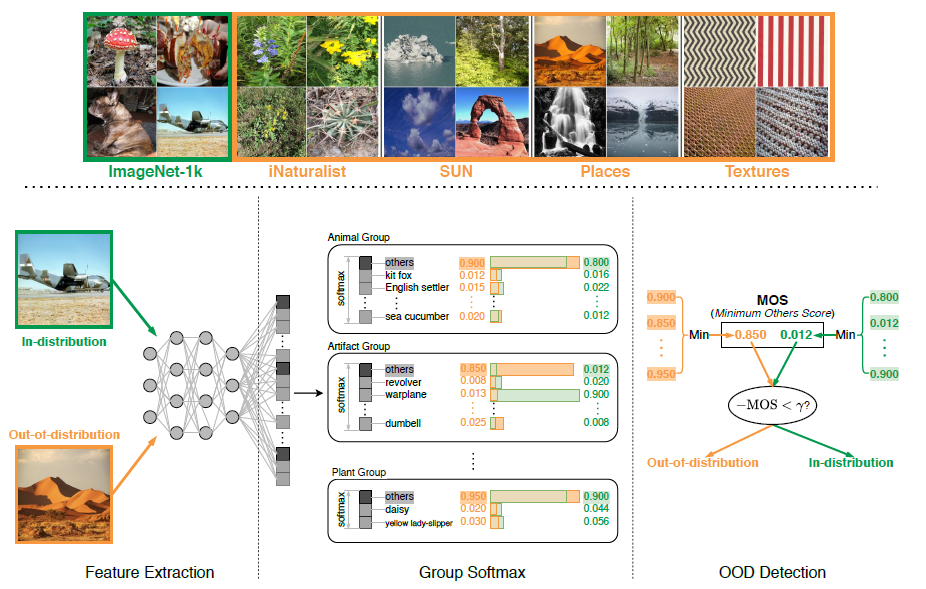 ImageNet-1k
iNaturalist
SUN
Places
Textures
In-distribution
Out-of-distribution
Feature Extraction
Animal Group
softmax
others 0.900 0.800
kit fox 0.012 0.016
English settler 0.015 0.022
sea cucumber 0.020 0.012
Artifact Group
softmax
others 0.850 0.012
revolver 0.008 0.020
warplane 0.013 0.900
dumbell 0.025 0.008
Plant Group
softmax
others 0.950 0.900
daisy 0.020 0.044
yellow lady-slipper 0.030 0.056
Group Softmax
0.900
0.850
0.950
Min
MOS
(Minimum Others Score)
0.850 0.012
Min
0.800
0.012
0.900
−MOS < γ?
Out-of-distribution
In-distribution
OOD Detection